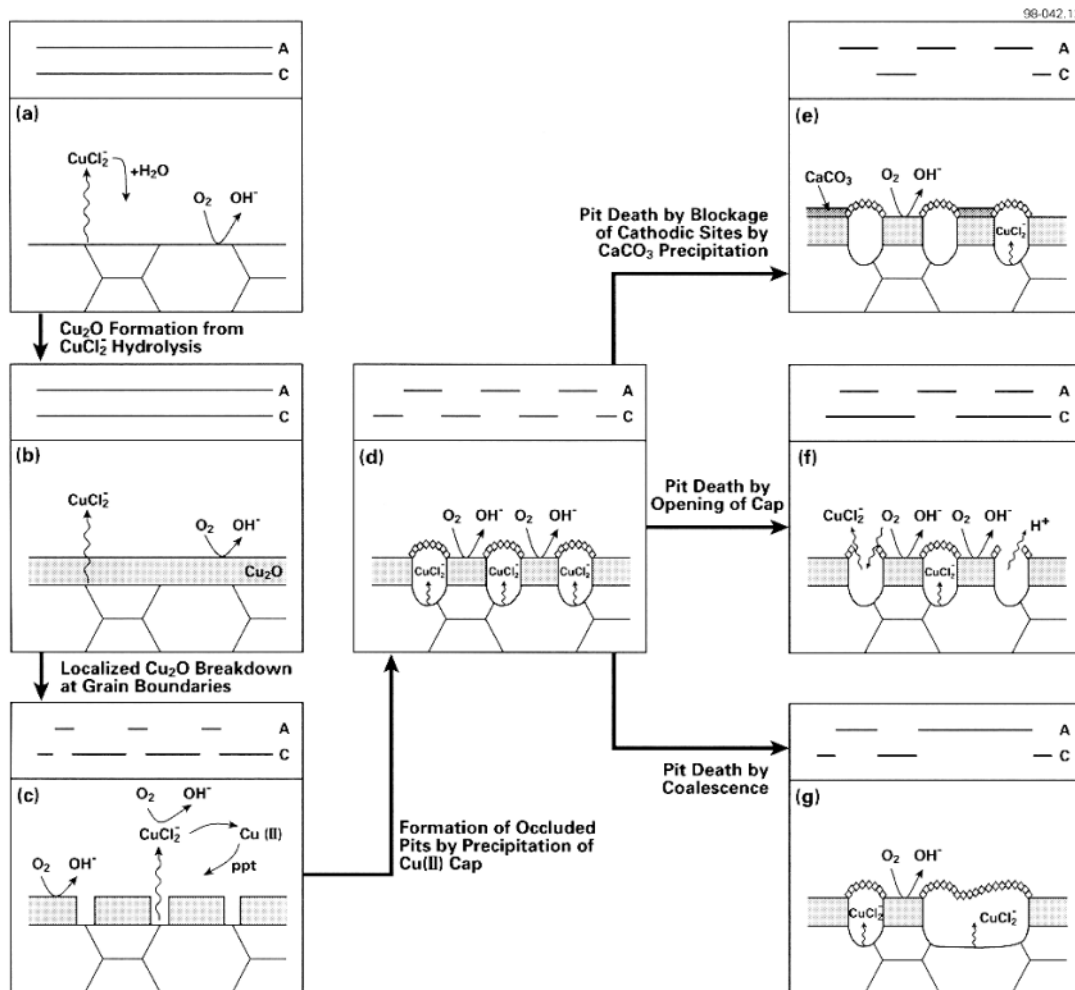 98-042.1
A
C
(a)
CuCl₂⁻
+H₂O
O₂ OH⁻
Cu₂O Formation from
CuCl₂⁻ Hydrolysis
A
C
(b)
CuCl₂⁻
O₂ OH⁻
Cu₂O
Localized Cu₂O Breakdown
at Grain Boundaries
A
C
(c)
O₂ OH⁻
CuCl₂⁻ Cu (II)
O₂ OH⁻
ppt
Formation of Occluded
Pits by Precipitation of
Cu(II) Cap
A
C
(d)
O₂ OH⁻ O₂ OH⁻
CuCl₂⁻ CuCl₂⁻ CuCl₂⁻
Pit Death by Blockage
of Cathodic Sites by
CaCO₃ Precipitation
A
C
(e)
CaCO₃
O₂ OH⁻
CuCl₂⁻
Pit Death by
Opening of Cap
A
C
(f)
CuCl₂⁻ O₂ OH⁻ O₂ OH⁻ H⁺
CuCl₂⁻
Pit Death by
Coalescence
A
C
(g)
O₂ OH⁻
CuCl₂⁻ CuCl₂⁻